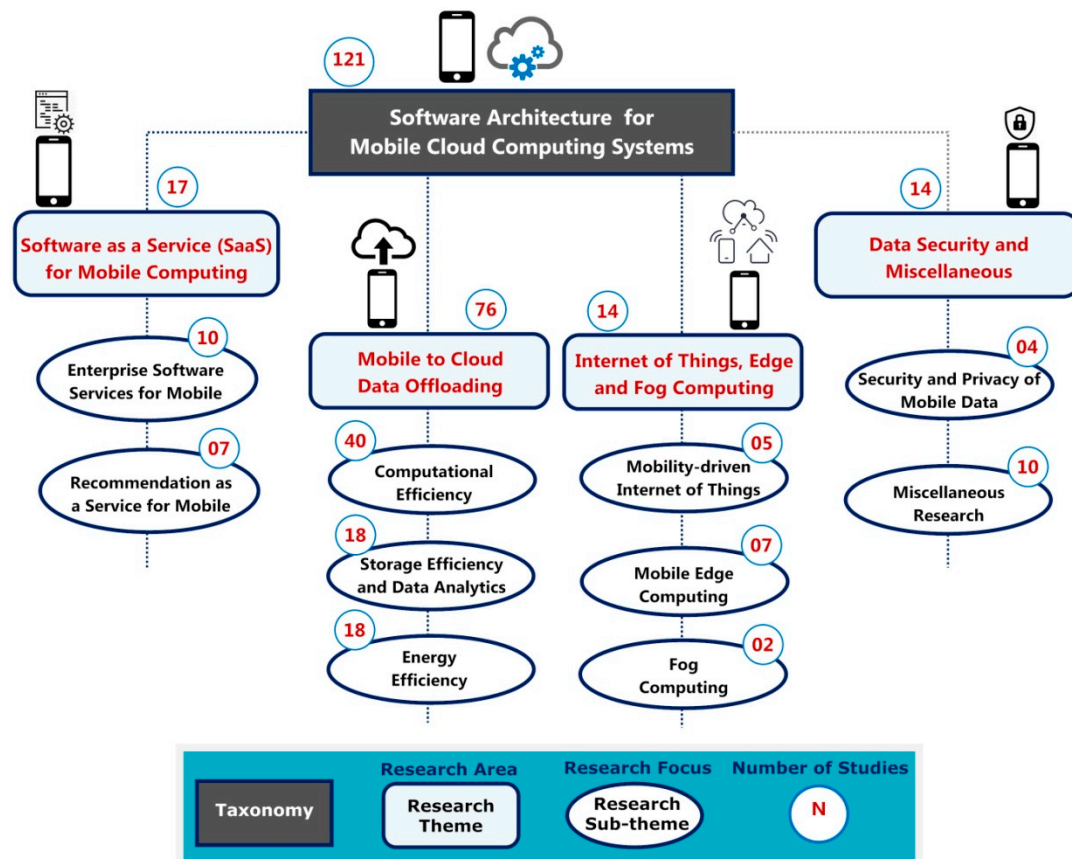 121
Software Architecture for
Mobile Cloud Computing Systems
17
Software as a Service (SaaS)
for Mobile Computing
10
Enterprise Software
Services for Mobile
07
Recommendation as
a Service for Mobile
76
Mobile to Cloud
Data Offloading
40
Computational
Efficiency
18
Storage Efficiency
and Data Analytics
18
Energy
Efficiency
14
Internet of Things, Edge
and Fog Computing
05
Mobility-driven
Internet of Things
07
Mobile Edge
Computing
02
Fog
Computing
14
Data Security and
Miscellaneous
04
Security and Privacy of
Mobile Data
10
Miscellaneous
Research
Taxonomy
Research Area
Research
Theme
Research Focus
Research
Sub-theme
Number of Studies
N